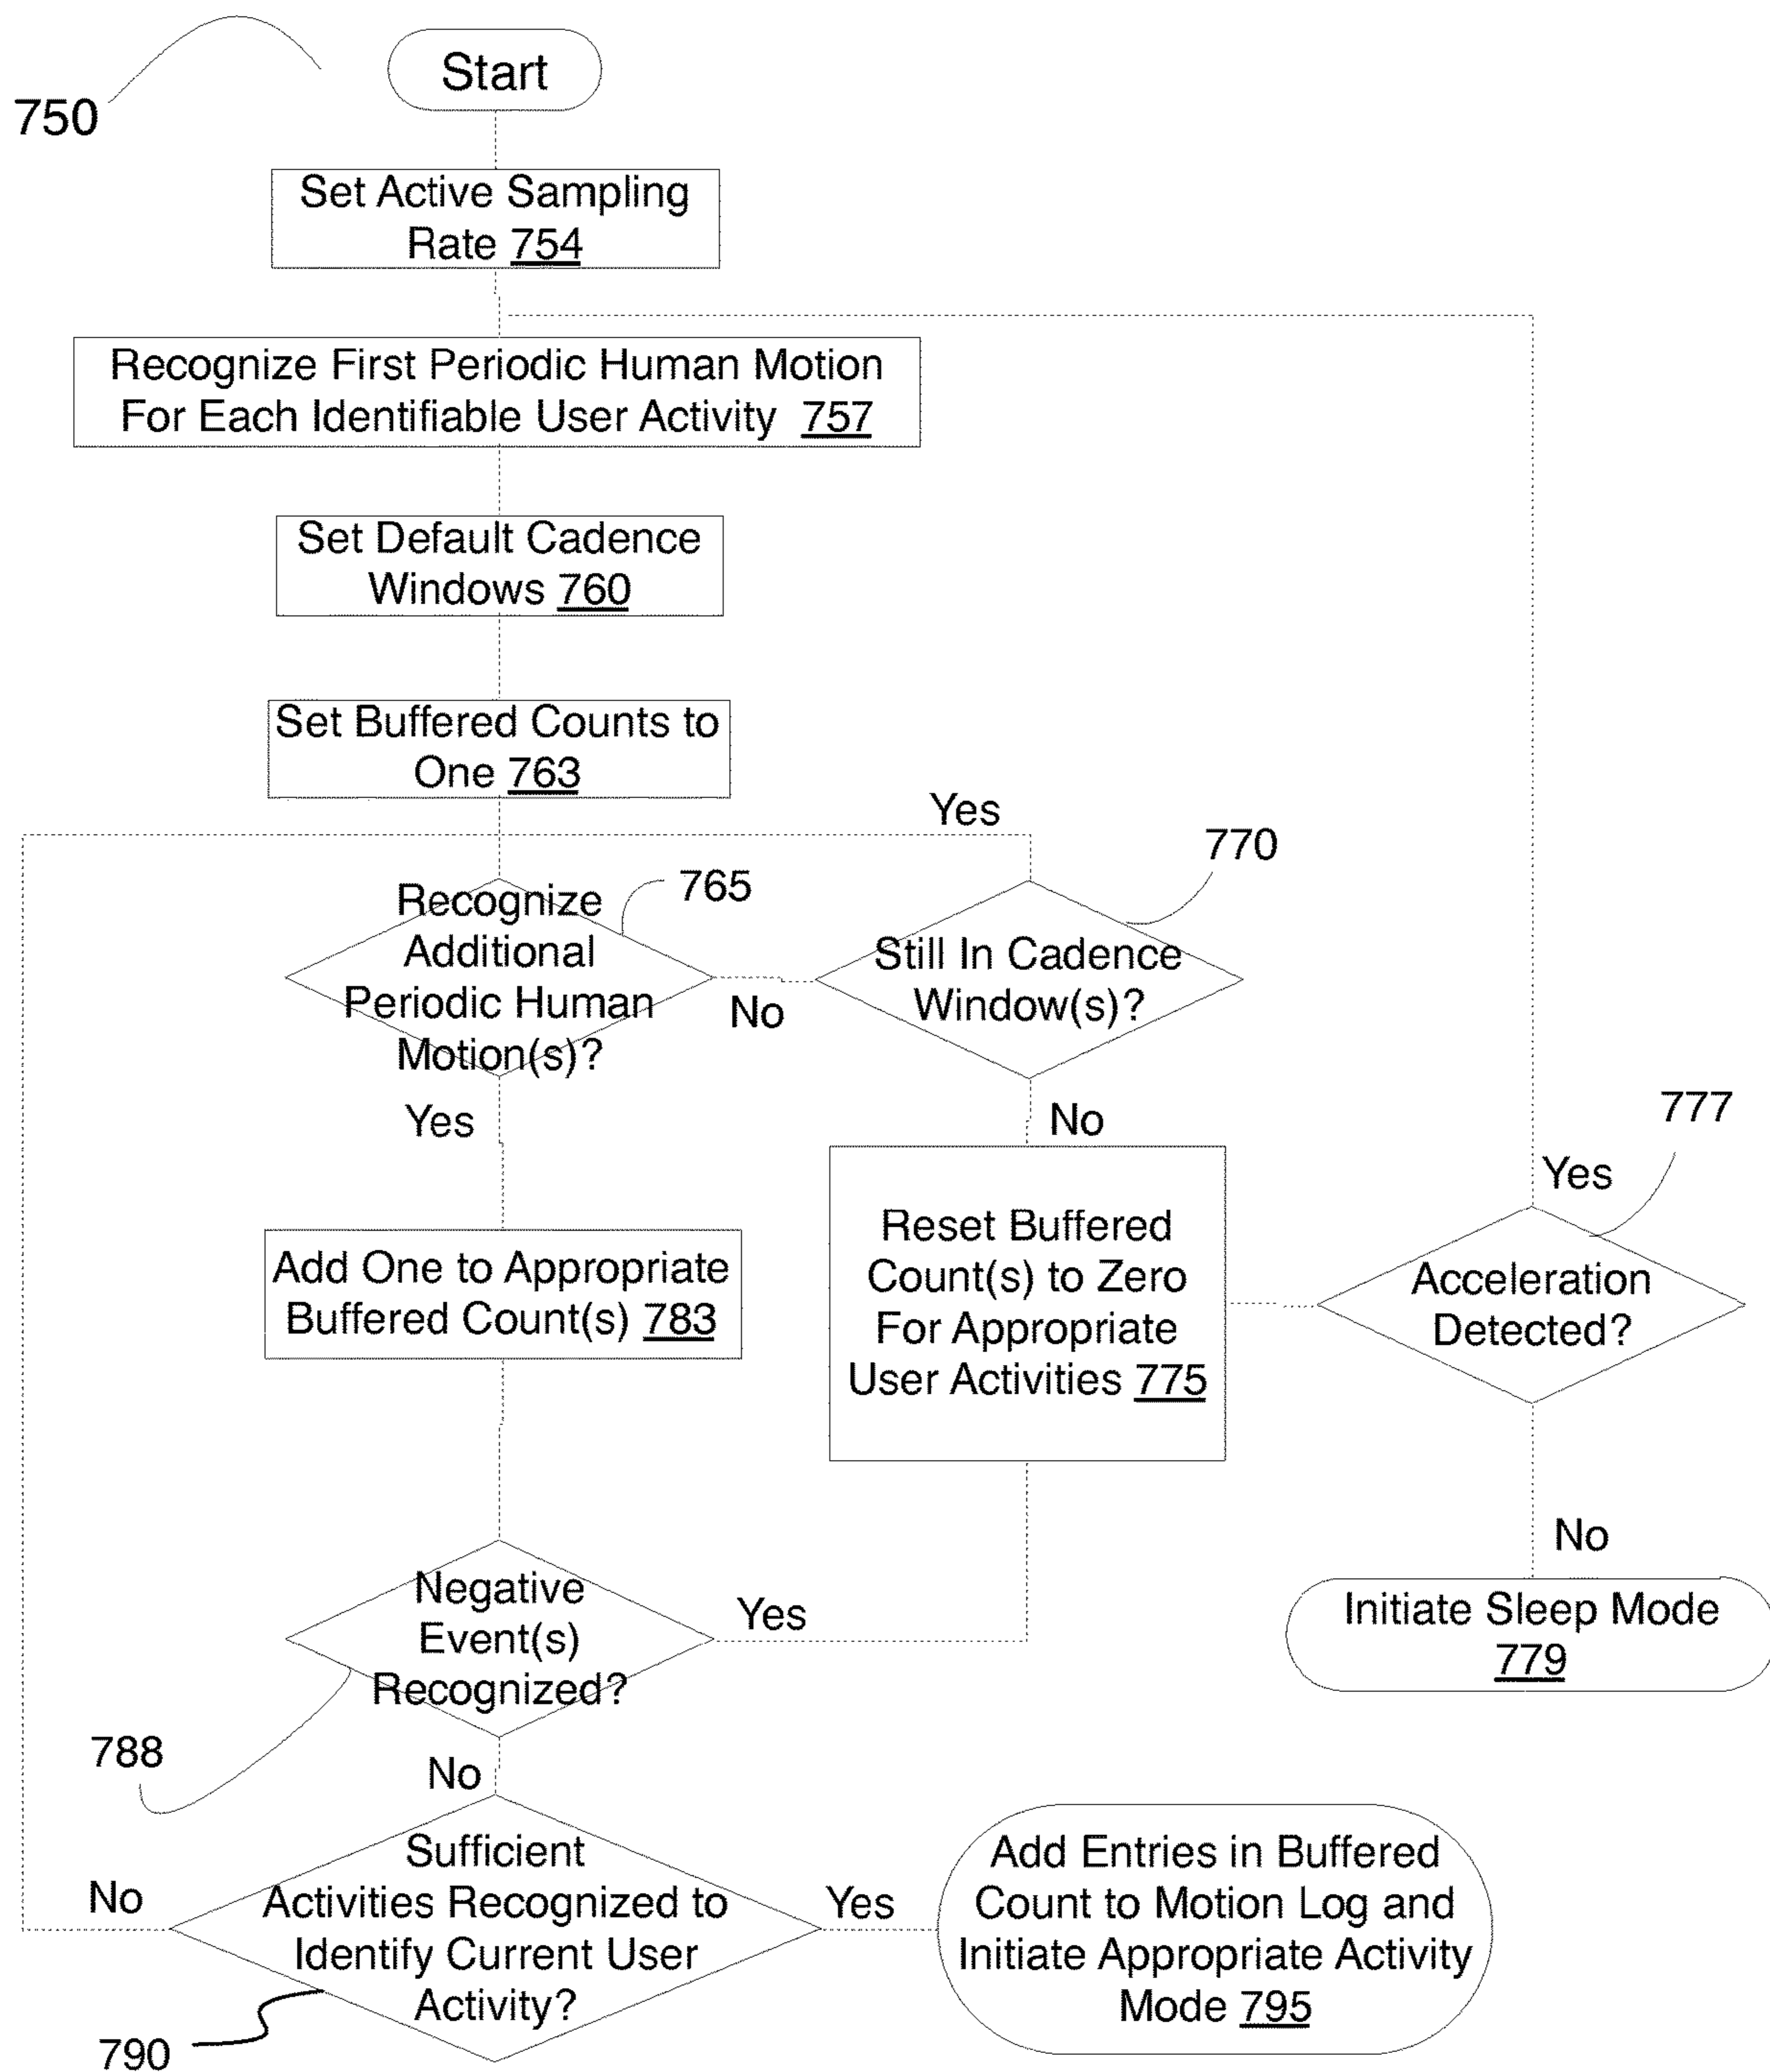 750
Start
Set Active Sampling
Rate 754
Recognize First Periodic Human Motion
For Each Identifiable User Activity 757
Set Default Cadence
Windows 760
Set Buffered Counts to
One 763
Yes
770
765
Recognize
Additional
Periodic Human
Motion(s)?
No
Still In Cadence
Window(s)?
Yes
No
777
Yes
Add One to Appropriate
Buffered Count(s) 783
Reset Buffered
Count(s) to Zero
For Appropriate
User Activities 775
Acceleration
Detected?
No
Initiate Sleep Mode
779
Negative
Event(s)
Recognized?
Yes
788
No
No
Sufficient
Activities Recognized to
Identify Current User
Activity?
Yes
Add Entries in Buffered
Count to Motion Log and
Initiate Appropriate Activity
Mode 795
790